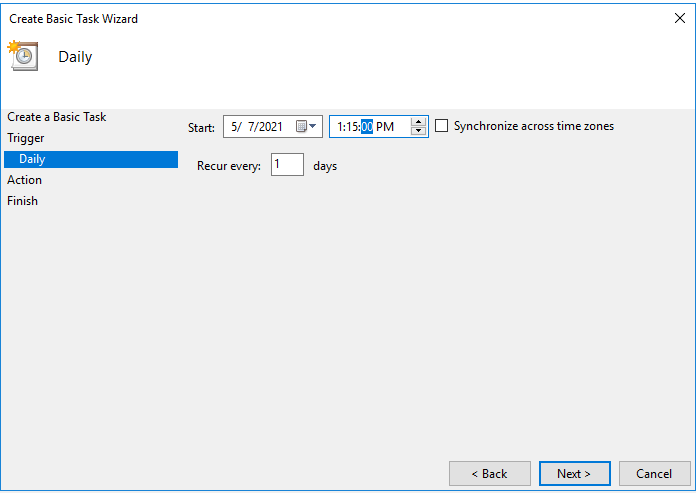 Create Basic Task Wizard
Daily
Create a Basic Task
Trigger
Daily
Action
Finish
Start: 5/ 7/2021 1:15:00 PM Synchronize across time zones
Recur every: 1 days
< Back Next > Cancel